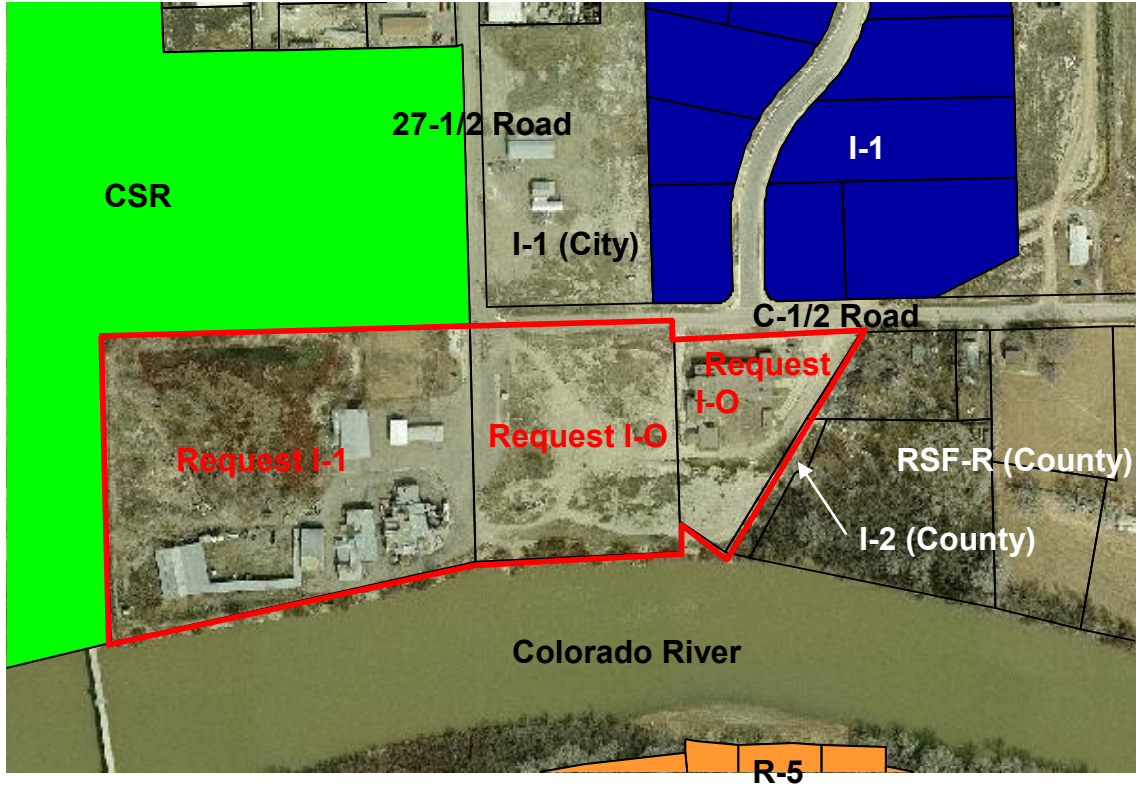 27-1/2 Road
I-1
CSR
I-1 (City)
C-1/2 Road
Request
I-O
Request I-O
Request I-1
RSF-R (County)
I-2 (County)
Colorado River
R-5